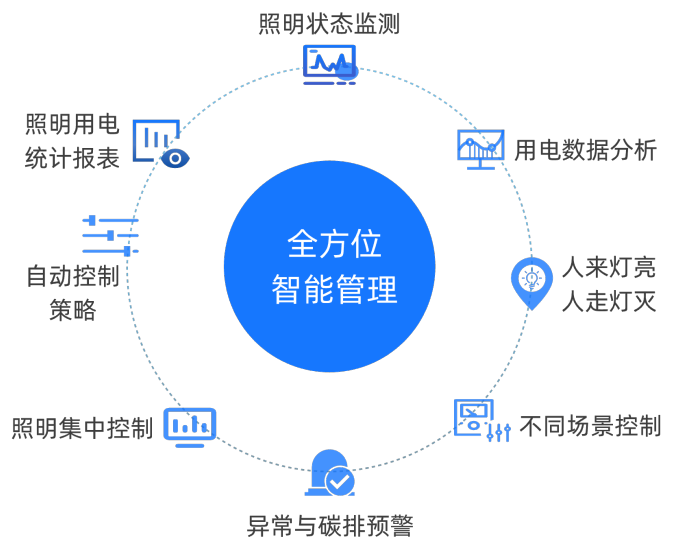 照明状态监测
照明用电
统计报表
用电数据分析
全方位
智能管理
人来灯亮
人走灯灭
自动控制
策略
照明集中控制
不同场景控制
异常与碳排预警